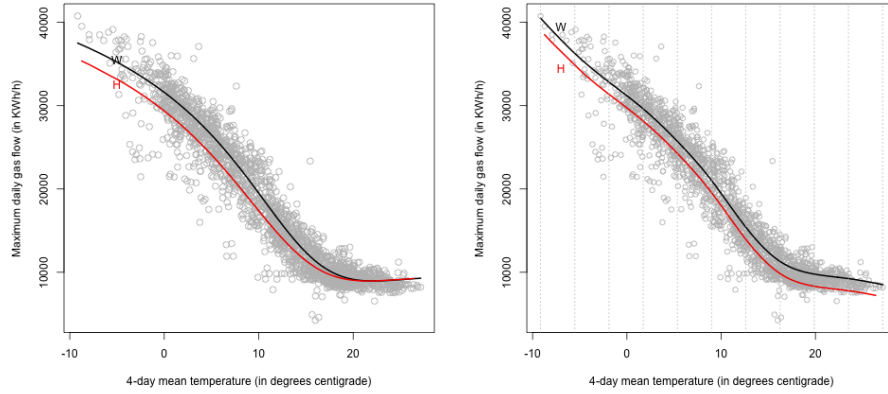 Maximum daily gas flow (in KWh/h)
40000
30000
20000
10000
W
H
-10
0
10
20
4-day mean temperature (in degrees centigrade)
Maximum daily gas flow (in KWh/h)
40000
30000
20000
10000
W
H
-10
0
10
20
4-day mean temperature (in degrees centigrade)